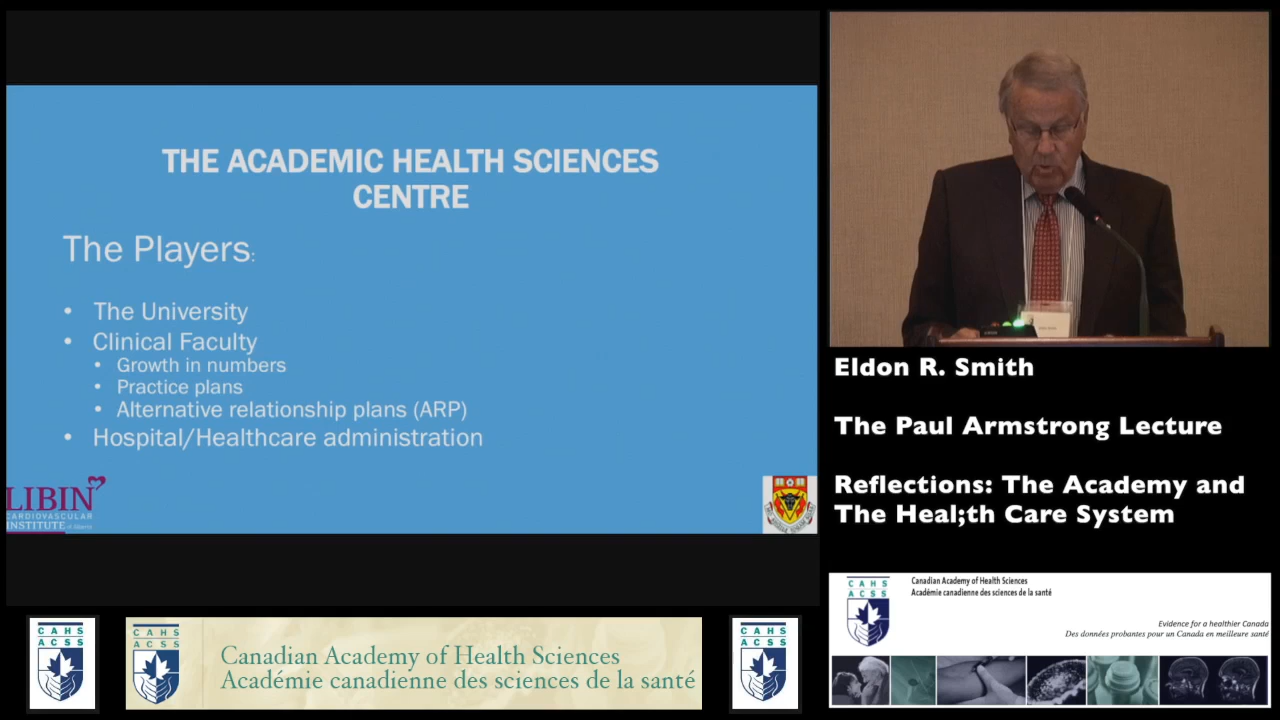 THE ACADEMIC HEALTH SCIENCES
CENTRE
The Players:
• The University
• Clinical Faculty
• Growth in numbers
• Practice plans
• Alternative relationship plans (ARP)
• Hospital/Healthcare administration
LIBIN
CARDIOVASCULAR
INSTITUTE of Alberta
Eldon R. Smith
The Paul Armstrong Lecture
Reflections: The Academy and
The Heal;th Care System
CAHS
ACSS
Canadian Academy of Health Sciences
Académie canadienne des sciences de la santé
Evidence for a healthier Canada
Des données probantes pour un Canada en meilleure santé
CAHS
ACSS
CAHS
ACSS
Canadian Academy of Health Sciences
Académie canadienne des sciences de la santé
CAHS
ACSS